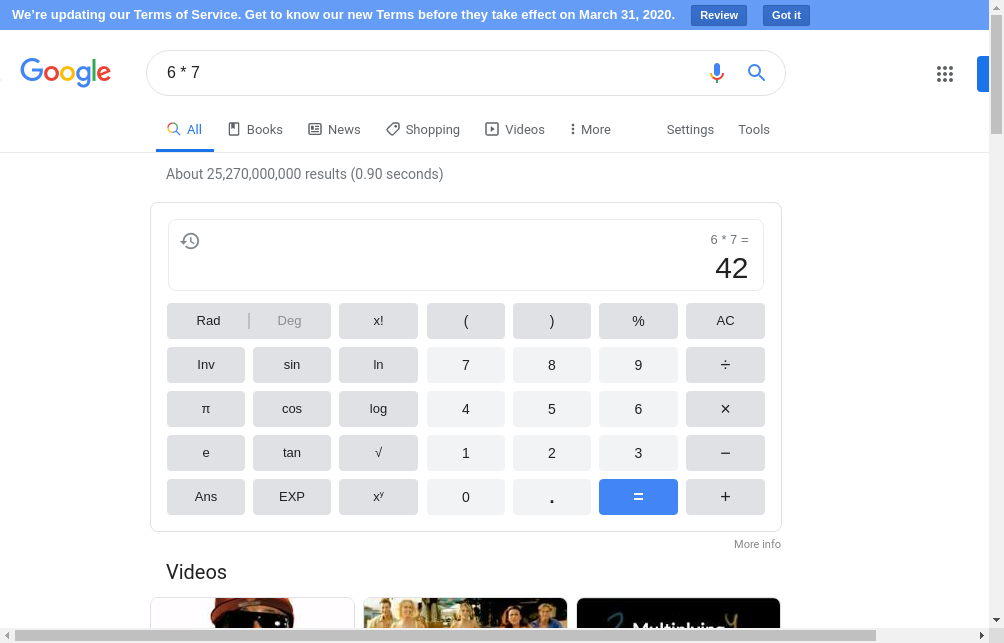 We're updating our Terms of Service. Get to know our new Terms before they take effect on March 31, 2020. Review Got it
Google 6 * 7
All Books News Shopping Videos More Settings Tools
About 25,270,000,000 results (0.90 seconds)
6 * 7 =
42
Rad Deg x! ( ) % AC
Inv sin ln 7 8 9 ÷
π cos log 4 5 6 ×
e tan √ 1 2 3 −
Ans EXP xʸ 0 . = +
More info
Videos
Multiplying